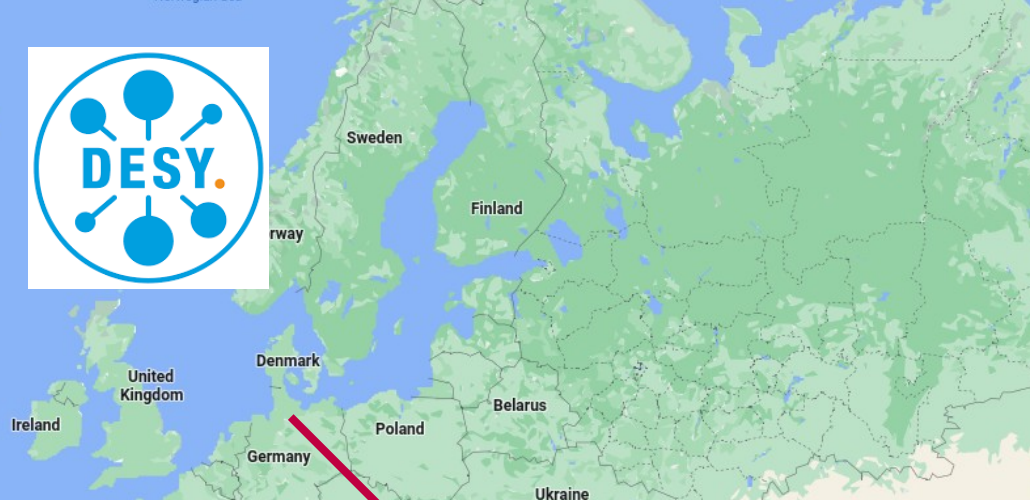 DESY.
Sweden
Finland
rway
Denmark
United
Kingdom
Ireland
Belarus
Poland
Germany
Ukraine